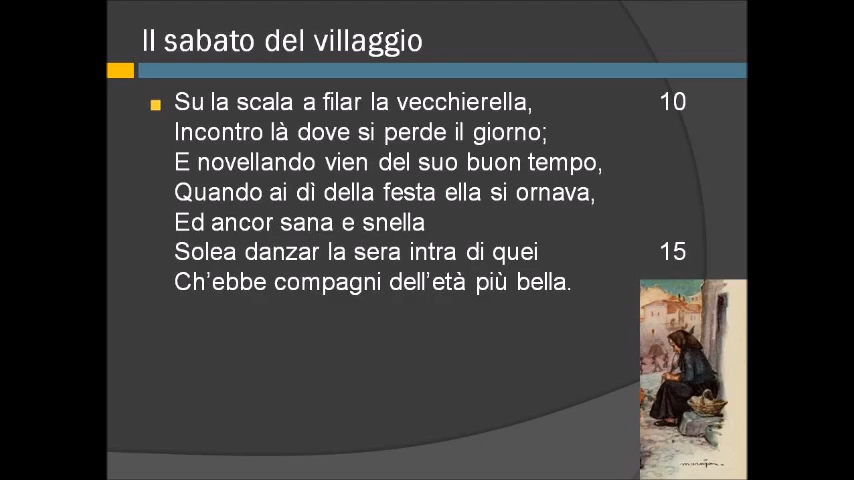 Il sabato del villaggio
Su la scala a filar la vecchierella, 10
Incontro là dove si perde il giorno;
E novellando vien del suo buon tempo,
Quando ai dì della festa ella si ornava,
Ed ancor sana e snella
Solea danzar la sera intra di quei 15
Ch'ebbe compagni dell'età più bella.